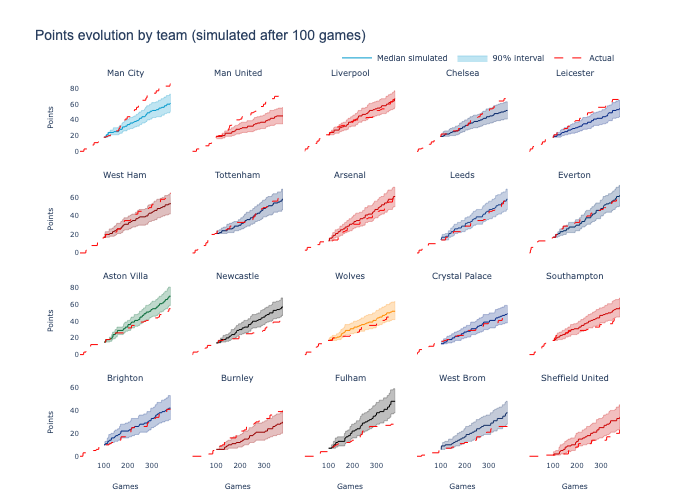 Points evolution by team (simulated after 100 games)
Median simulated 90% interval Actual
Man City Man United Liverpool Chelsea Leicester
80
60
40
20
0
Points
West Ham Tottenham Arsenal Leeds Everton
60
40
20
0
Points
Aston Villa Newcastle Wolves Crystal Palace Southampton
80
60
40
20
0
Points
Brighton Burnley Fulham West Brom Sheffield United
60
40
20
0
Points
100 200 300 100 200 300 100 200 300 100 200 300 100 200 300
Games Games Games Games Games